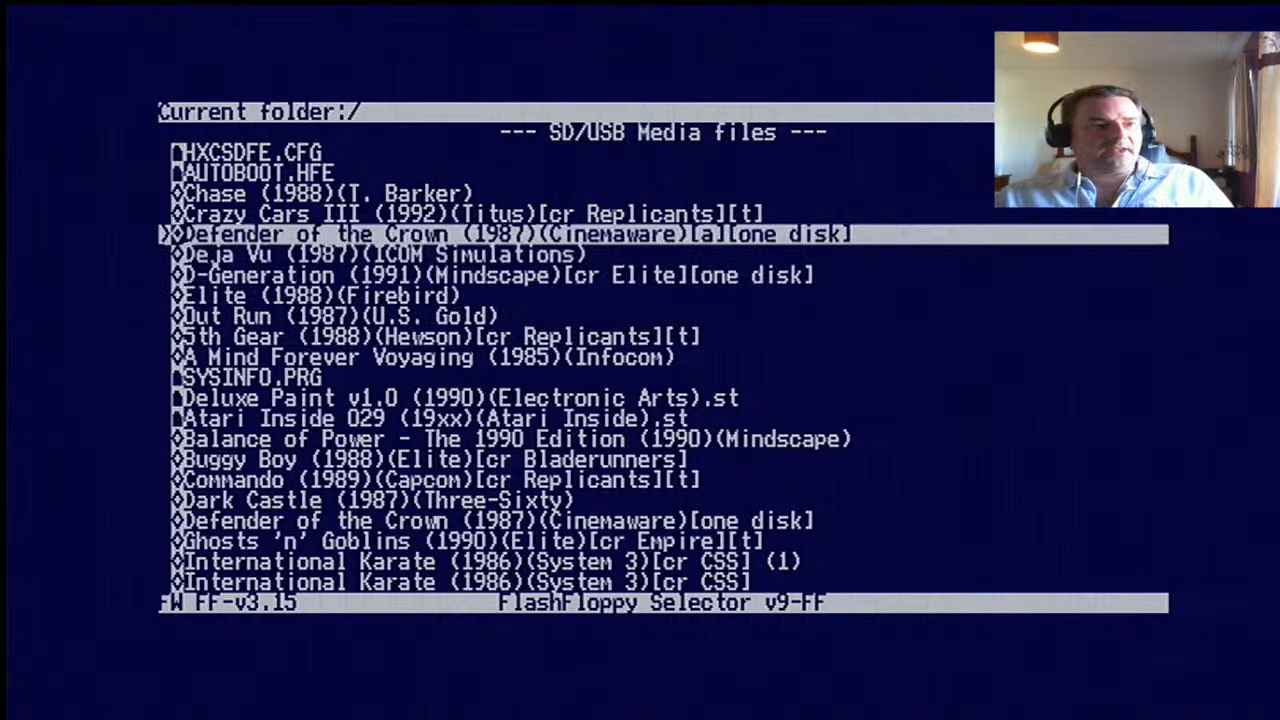 Current folder:/
--- SD/USB Media files ---
HXCSDFE.CFG
AUTOBOOT.HFE
Chase (1988)(T. Barker)
Crazy Cars III (1992)(Titus)[cr Replicants][t]
Defender of the Crown (1987)(Cinemaware)[a][one disk]
Deja Vu (1987)(ICOM Simulations)
D-Generation (1991)(Mindscape)[cr Elite][one disk]
Elite (1988)(Firebird)
Out Run (1987)(U.S. Gold)
5th Gear (1988)(Hewson)[cr Replicants][t]
A Mind Forever Voyaging (1985)(Infocom)
SYSINFO.PRG
Deluxe Paint v1.0 (1990)(Electronic Arts).st
Atari Inside 029 (19xx)(Atari Inside).st
Balance of Power - The 1990 Edition (1990)(Mindscape)
Buggy Boy (1988)(Elite)[cr Bladerunners]
Commando (1989)(Capcom)[cr Replicants][t]
Dark Castle (1987)(Three-Sixty)
Defender of the Crown (1987)(Cinemaware)[one disk]
Ghosts 'n' Goblins (1990)(Elite)[cr Empire][t]
International Karate (1986)(System 3)[cr CSS] (1)
International Karate (1986)(System 3)[cr CSS]
FW FF-v3.15 FlashFloppy Selector v9-FF